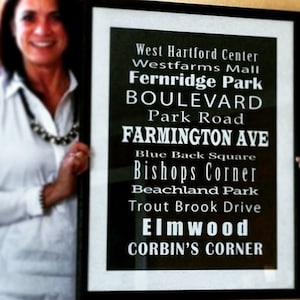 West Hartford Center
Westfarms Mall
Fernridge Park
BOULEVARD
Park Road
FARMINGTON AVE
Blue Back Square
Bishops Corner
Beachland Park
Trout Brook Drive
Elmwood
CORBIN'S CORNER